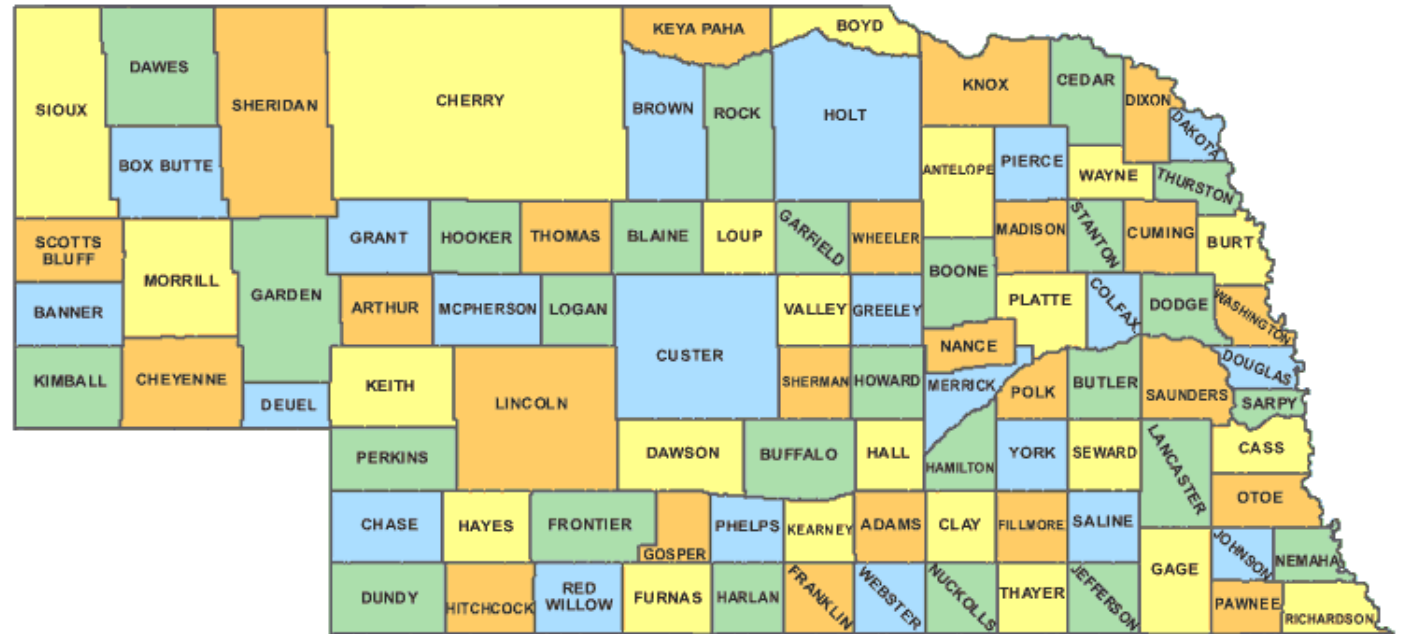 BOYD
KEYA PAHA
DAWES
CEDAR
KNOX
CHERRY
DIXON
SHERIDAN
BROWN
SIOUX
ROCK
HOLT
DAKOTA
PIERCE
BOX BUTTE
ANTELOPE
WAYNE
THURSTON
MADISON
STANTON
CUMING
GRANT
HOOKER
THOMAS
BLAINE
LOUP
GARFIELD
WHEELER
SCOTTS
BLUFF
BURT
BOONE
MORRILL
GARDEN
PLATTE
COLFAX
DODGE
WASHINGTON
BANNER
ARTHUR
MCPHERSON
LOGAN
VALLEY
GREELEY
NANCE
CUSTER
DOUGLAS
KIMBALL
CHEYENNE
KEITH
SHERMAN
HOWARD
MERRICK
POLK
BUTLER
SAUNDERS
DEUEL
LINCOLN
SARPY
CASS
PERKINS
DAWSON
BUFFALO
HALL
HAMILTON
YORK
SEWARD
LANCASTER
OTOE
CHASE
HAYES
FRONTIER
GOSPER
PHELPS
KEARNEY
ADAMS
CLAY
FILLMORE
SALINE
JOHNSON
NEMAHA
GAGE
DUNDY
HITCHCOCK
RED
WILLOW
FURNAS
HARLAN
FRANKLIN
WEBSTER
NUCKOLLS
THAYER
JEFFERSON
PAWNEE
RICHARDSON